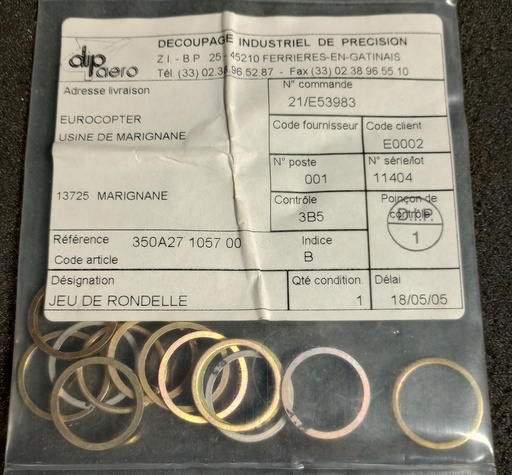 dip aero
DECOUPAGE INDUSTRIEL DE PRECISION
Z I - B P 25 - 45210 FERRIERES-EN-GATINAIS
Tél (33) 02.38.96.52.87 - Fax (33) 02 38.96.55.10
Adresse livraison
N° commande
21/E53983
EUROCOPTER
USINE DE MARIGNANE
Code fournisseur
Code client
E0002
N° poste
001
N° série/lot
11404
13725 MARIGNANE
Contrôle
3B5
Poinçon de
contrôle
D.I.P.
1
Référence 350A27 1057 00
Indice
B
Code article
Désignation
JEU DE RONDELLE
Qté condition.
1
Délai
18/05/05